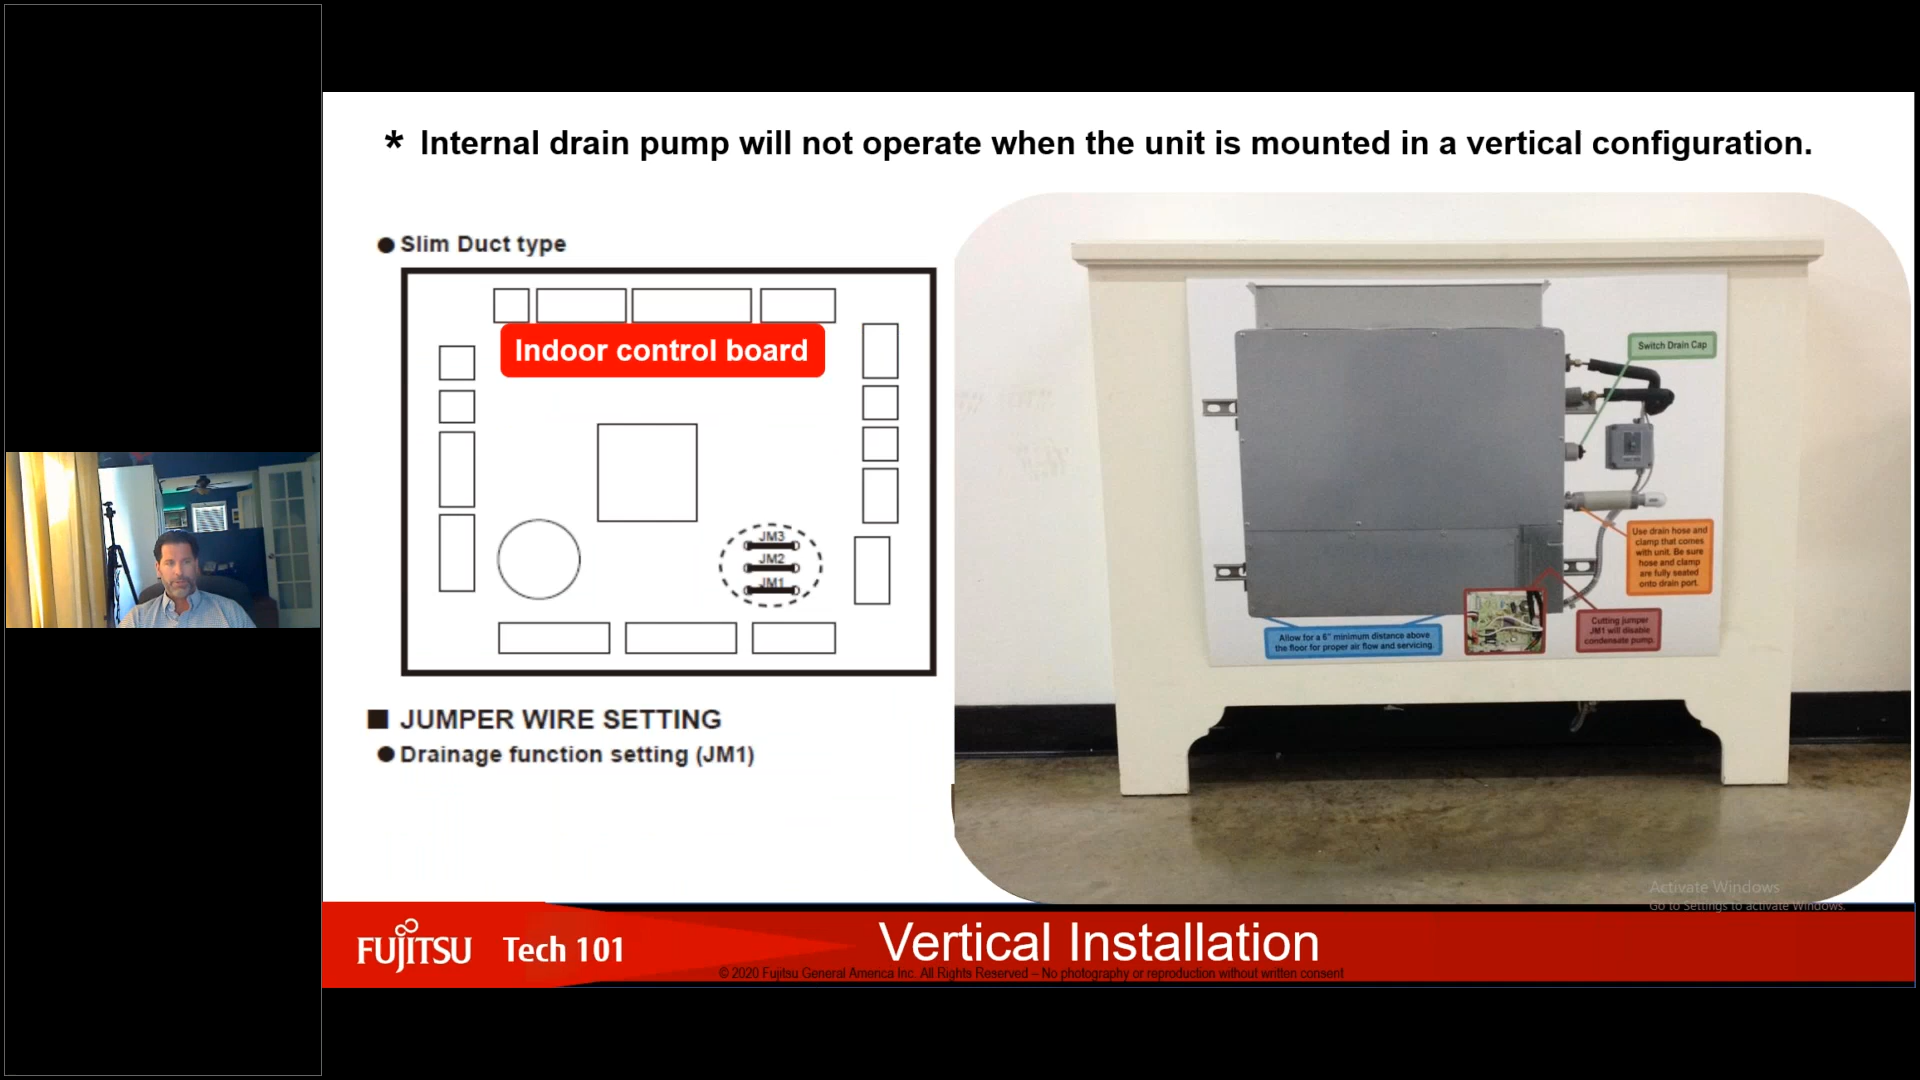 * Internal drain pump will not operate when the unit is mounted in a vertical configuration.
● Slim Duct type
Indoor control board
JM3
JM2
JM1
■ JUMPER WIRE SETTING
● Drainage function setting (JM1)
Switch Drain Cap
Use drain hose and
clamp that comes
with unit. Be sure
hose and clamp
are fully seated
onto drain port.
Cutting jumper
JM1 will disable
condensate pump.
Allow for a 6" minimum distance above
the floor for proper air flow and servicing.
Activate Windows
Go to Settings to activate Windows.
FUJITSU Tech 101
Vertical Installation
© 2020 Fujitsu General America Inc. All Rights Reserved – No photography or reproduction without written consent